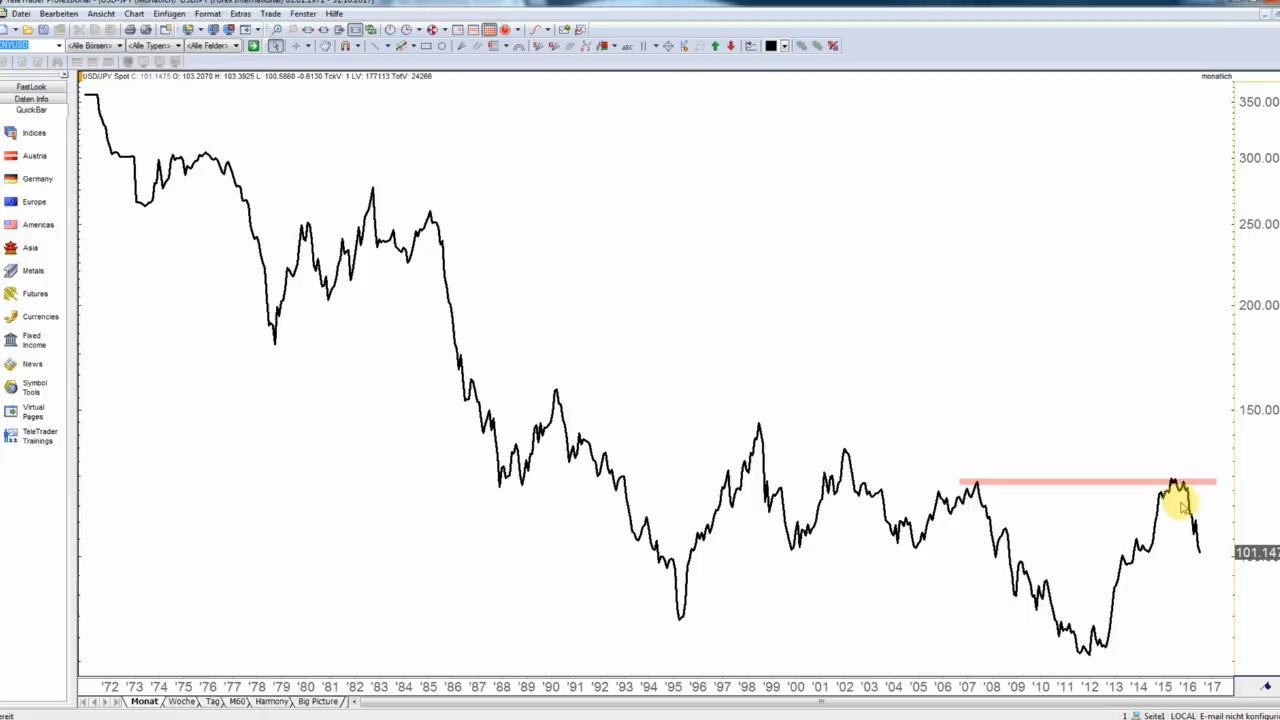 Datei Bearbeiten Ansicht Chart Einfügen Format Extras Trade Fenster Hilfe
NYUSD <Alle Börsen> <Alle Typen> <Alle Felder>
USD/JPY Spot C: 101.1475 O: 103.2070 H: 103.3925 L: 100.5860 -0.6130 TckV: 1 LV: 177113 TotV: 24266
monatlich
FastLook
Daten Info
QuickBar
Indices
Austria
Germany
Europe
Americas
Asia
Metals
Futures
Currencies
Fixed
Income
News
Symbol
Tools
Virtual
Pages
TeleTrader
Trainings
350.00
300.00
250.00
200.00
150.00
101.147
'72 '73 '74 '75 '76 '77 '78 '79 '80 '81 '82 '83 '84 '85 '86 '87 '88 '89 '90 '91 '92 '93 '94 '95 '96 '97 '98 '99 '00 '01 '02 '03 '04 '05 '06 '07 '08 '09 '10 '11 '12 '13 '14 '15 '16 '17
Monat Woche Tag M60 Harmony Big Picture
ereit
1 Seite1 LOCAL E-mail nicht konfiguri